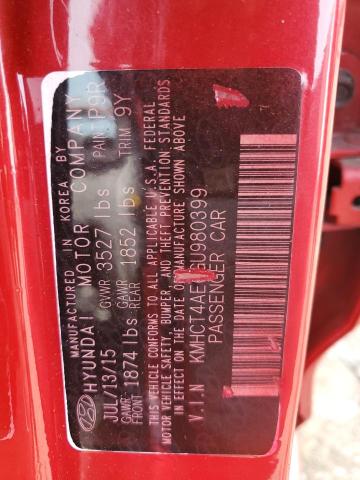 MANUFACTURED IN KOREA BY
HYUNDAI MOTOR COMPANY
JUL/13/15 GVWR 3527 lbs PAINT P9R
GAWR FRONT 1874 lbs GAWR REAR 1852 lbs TRIM 9Y
THIS VEHICLE CONFORMS TO ALL APPLICABLE U.S.A. FEDERAL
MOTOR VEHICLE SAFETY, BUMPER, AND THEFT PREVENTION STANDARDS
IN EFFECT ON THE DATE OF MANUFACTURE SHOWN ABOVE
V.I.N KMHCT4AE GU980399
PASSENGER CAR
7